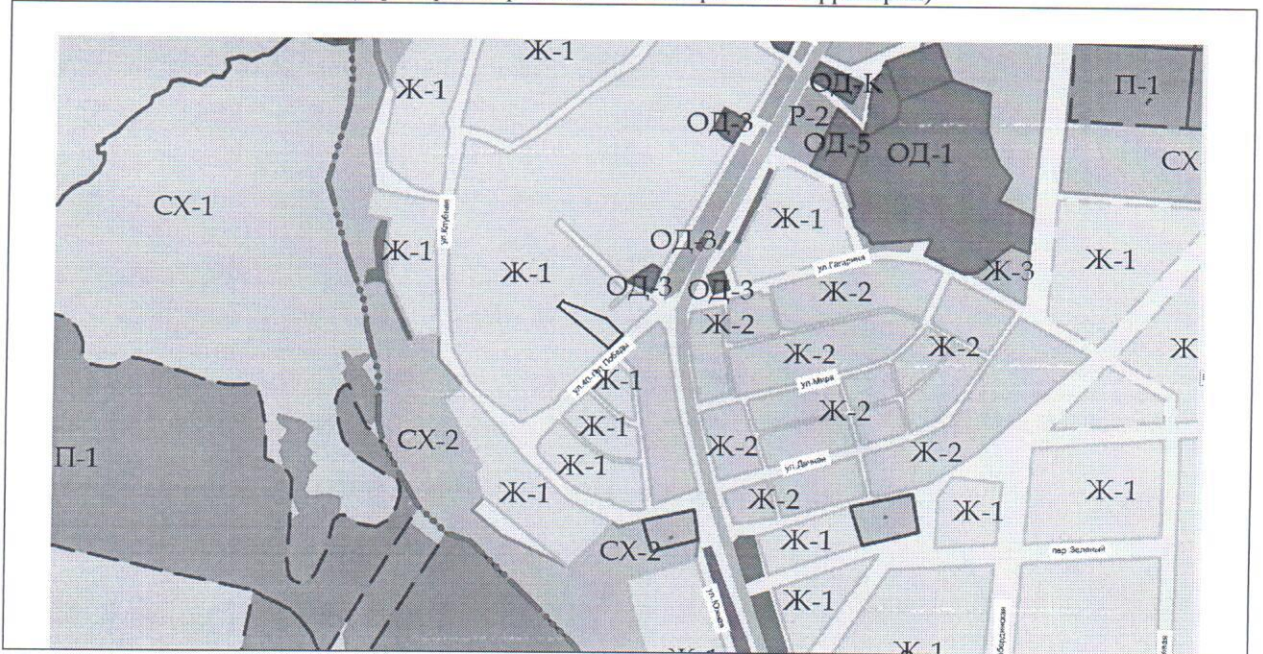 Ж-1
Ж-1
ОД-К
П-1
ОД-3
Р-2
ОД-5
ОД-1
СХ
СХ-1
ул.Клубная
Ж-1
Ж-1
ОД-3
Ж-1
ул.Гагарина
Ж-3
Ж-1
ОД-3
ОД-3
Ж-2
Ж-2
Ж-2
Ж-2
Ж
ул.40 лет Победы
Ж-1
ул.Мира
Ж-2
Ж-1
СХ-2
П-1
Ж-2
Ж-2
Ж-1
ул.Дачная
Ж-1
Ж-2
Ж-1
Ж-1
СХ-2
Ж-1
пер Зеленый
ул.Южная
Ж-1
Ж-1
Ж-1